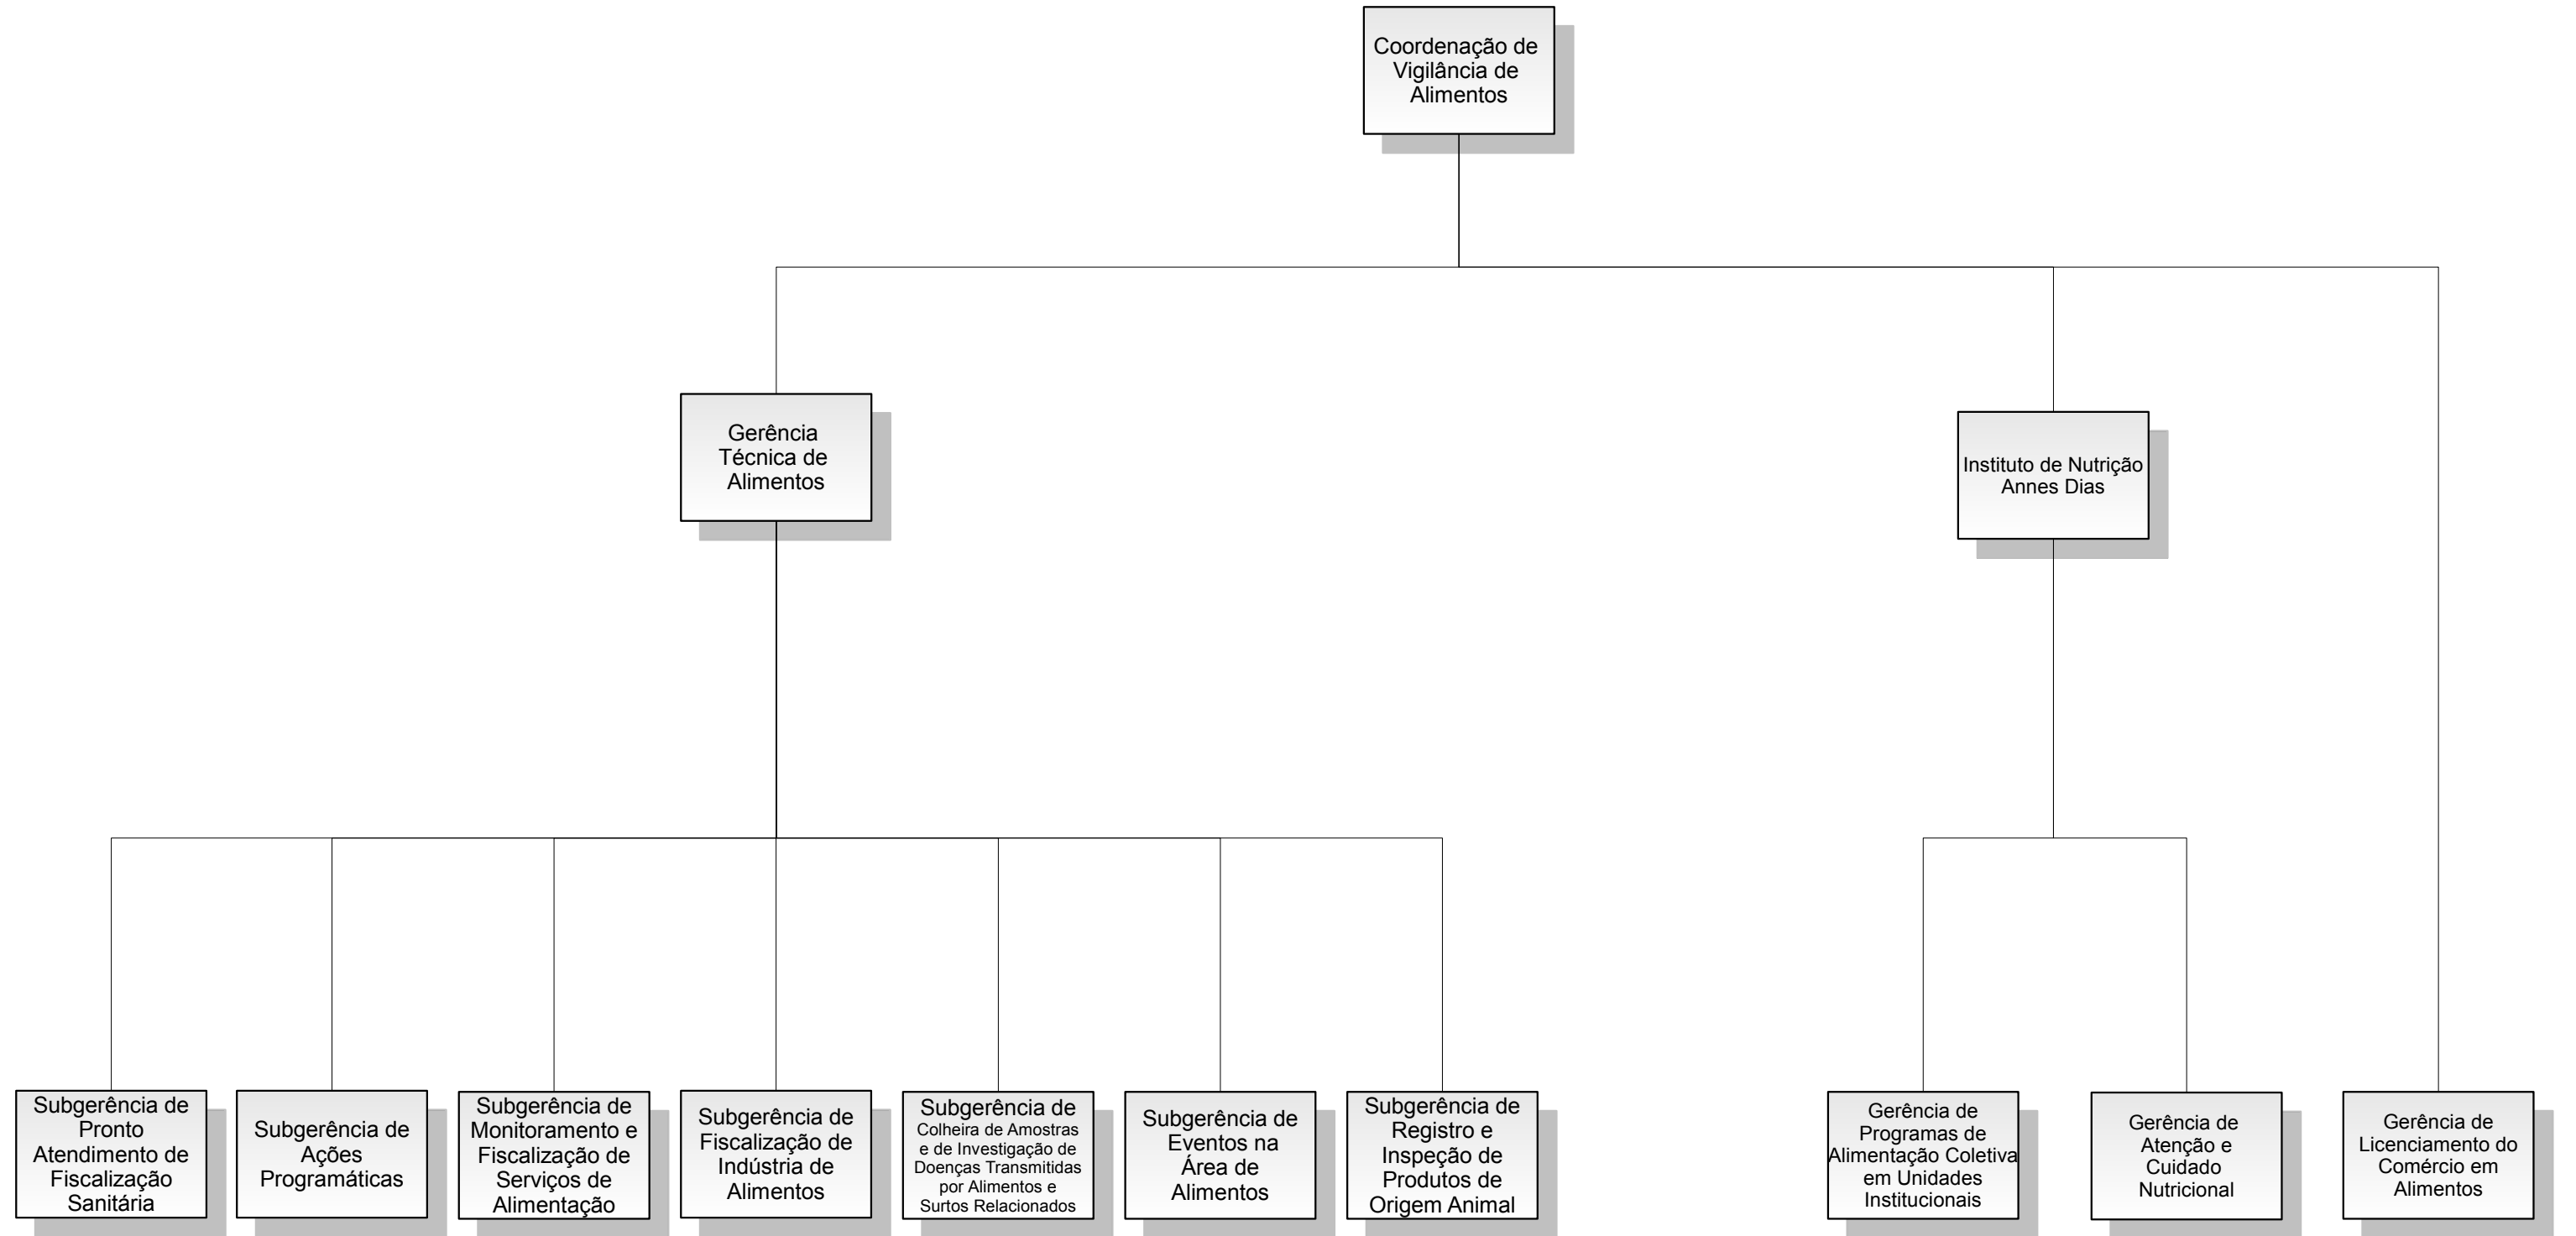 Coordenação de
Vigilância de
Alimentos
Gerência
Técnica de
Alimentos
Instituto de Nutrição
Annes Dias
Subgerência de
Pronto
Atendimento de
Fiscalização
Sanitária
Subgerência de
Ações
Programáticas
Subgerência de
Monitoramento e
Fiscalização de
Serviços de
Alimentação
Subgerência de
Fiscalização de
Indústria de
Alimentos
Subgerência de
Colheira de Amostras
e de Investigação de
Doenças Transmitidas
por Alimentos e
Surtos Relacionados
Subgerência de
Eventos na
Área de
Alimentos
Subgerência de
Registro e
Inspeção de
Produtos de
Origem Animal
Gerência de
Programas de
Alimentação Coletiva
em Unidades
Institucionais
Gerência de
Atenção e
Cuidado
Nutricional
Gerência de
Licenciamento do
Comércio em
Alimentos